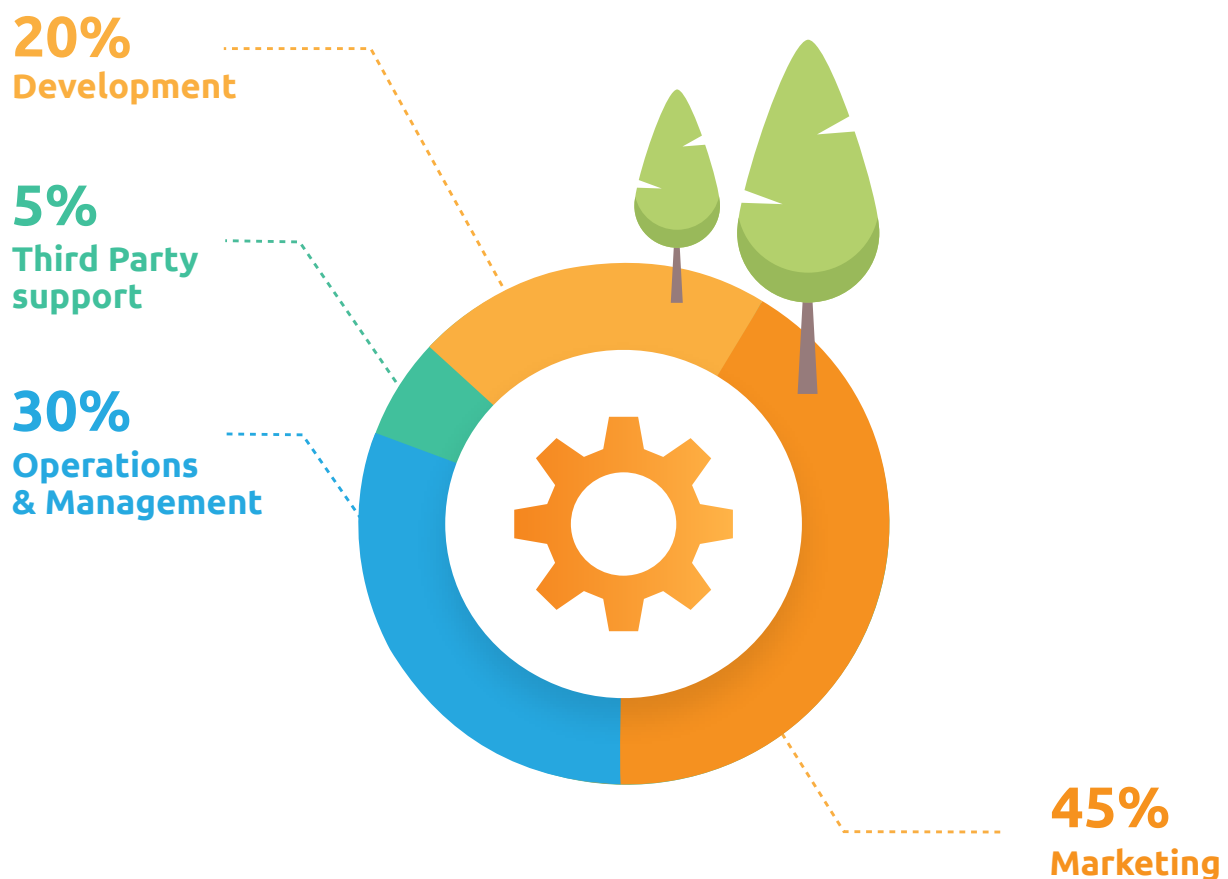 20%
Development
5%
Third Party
support
30%
Operations
& Management
45%
Marketing